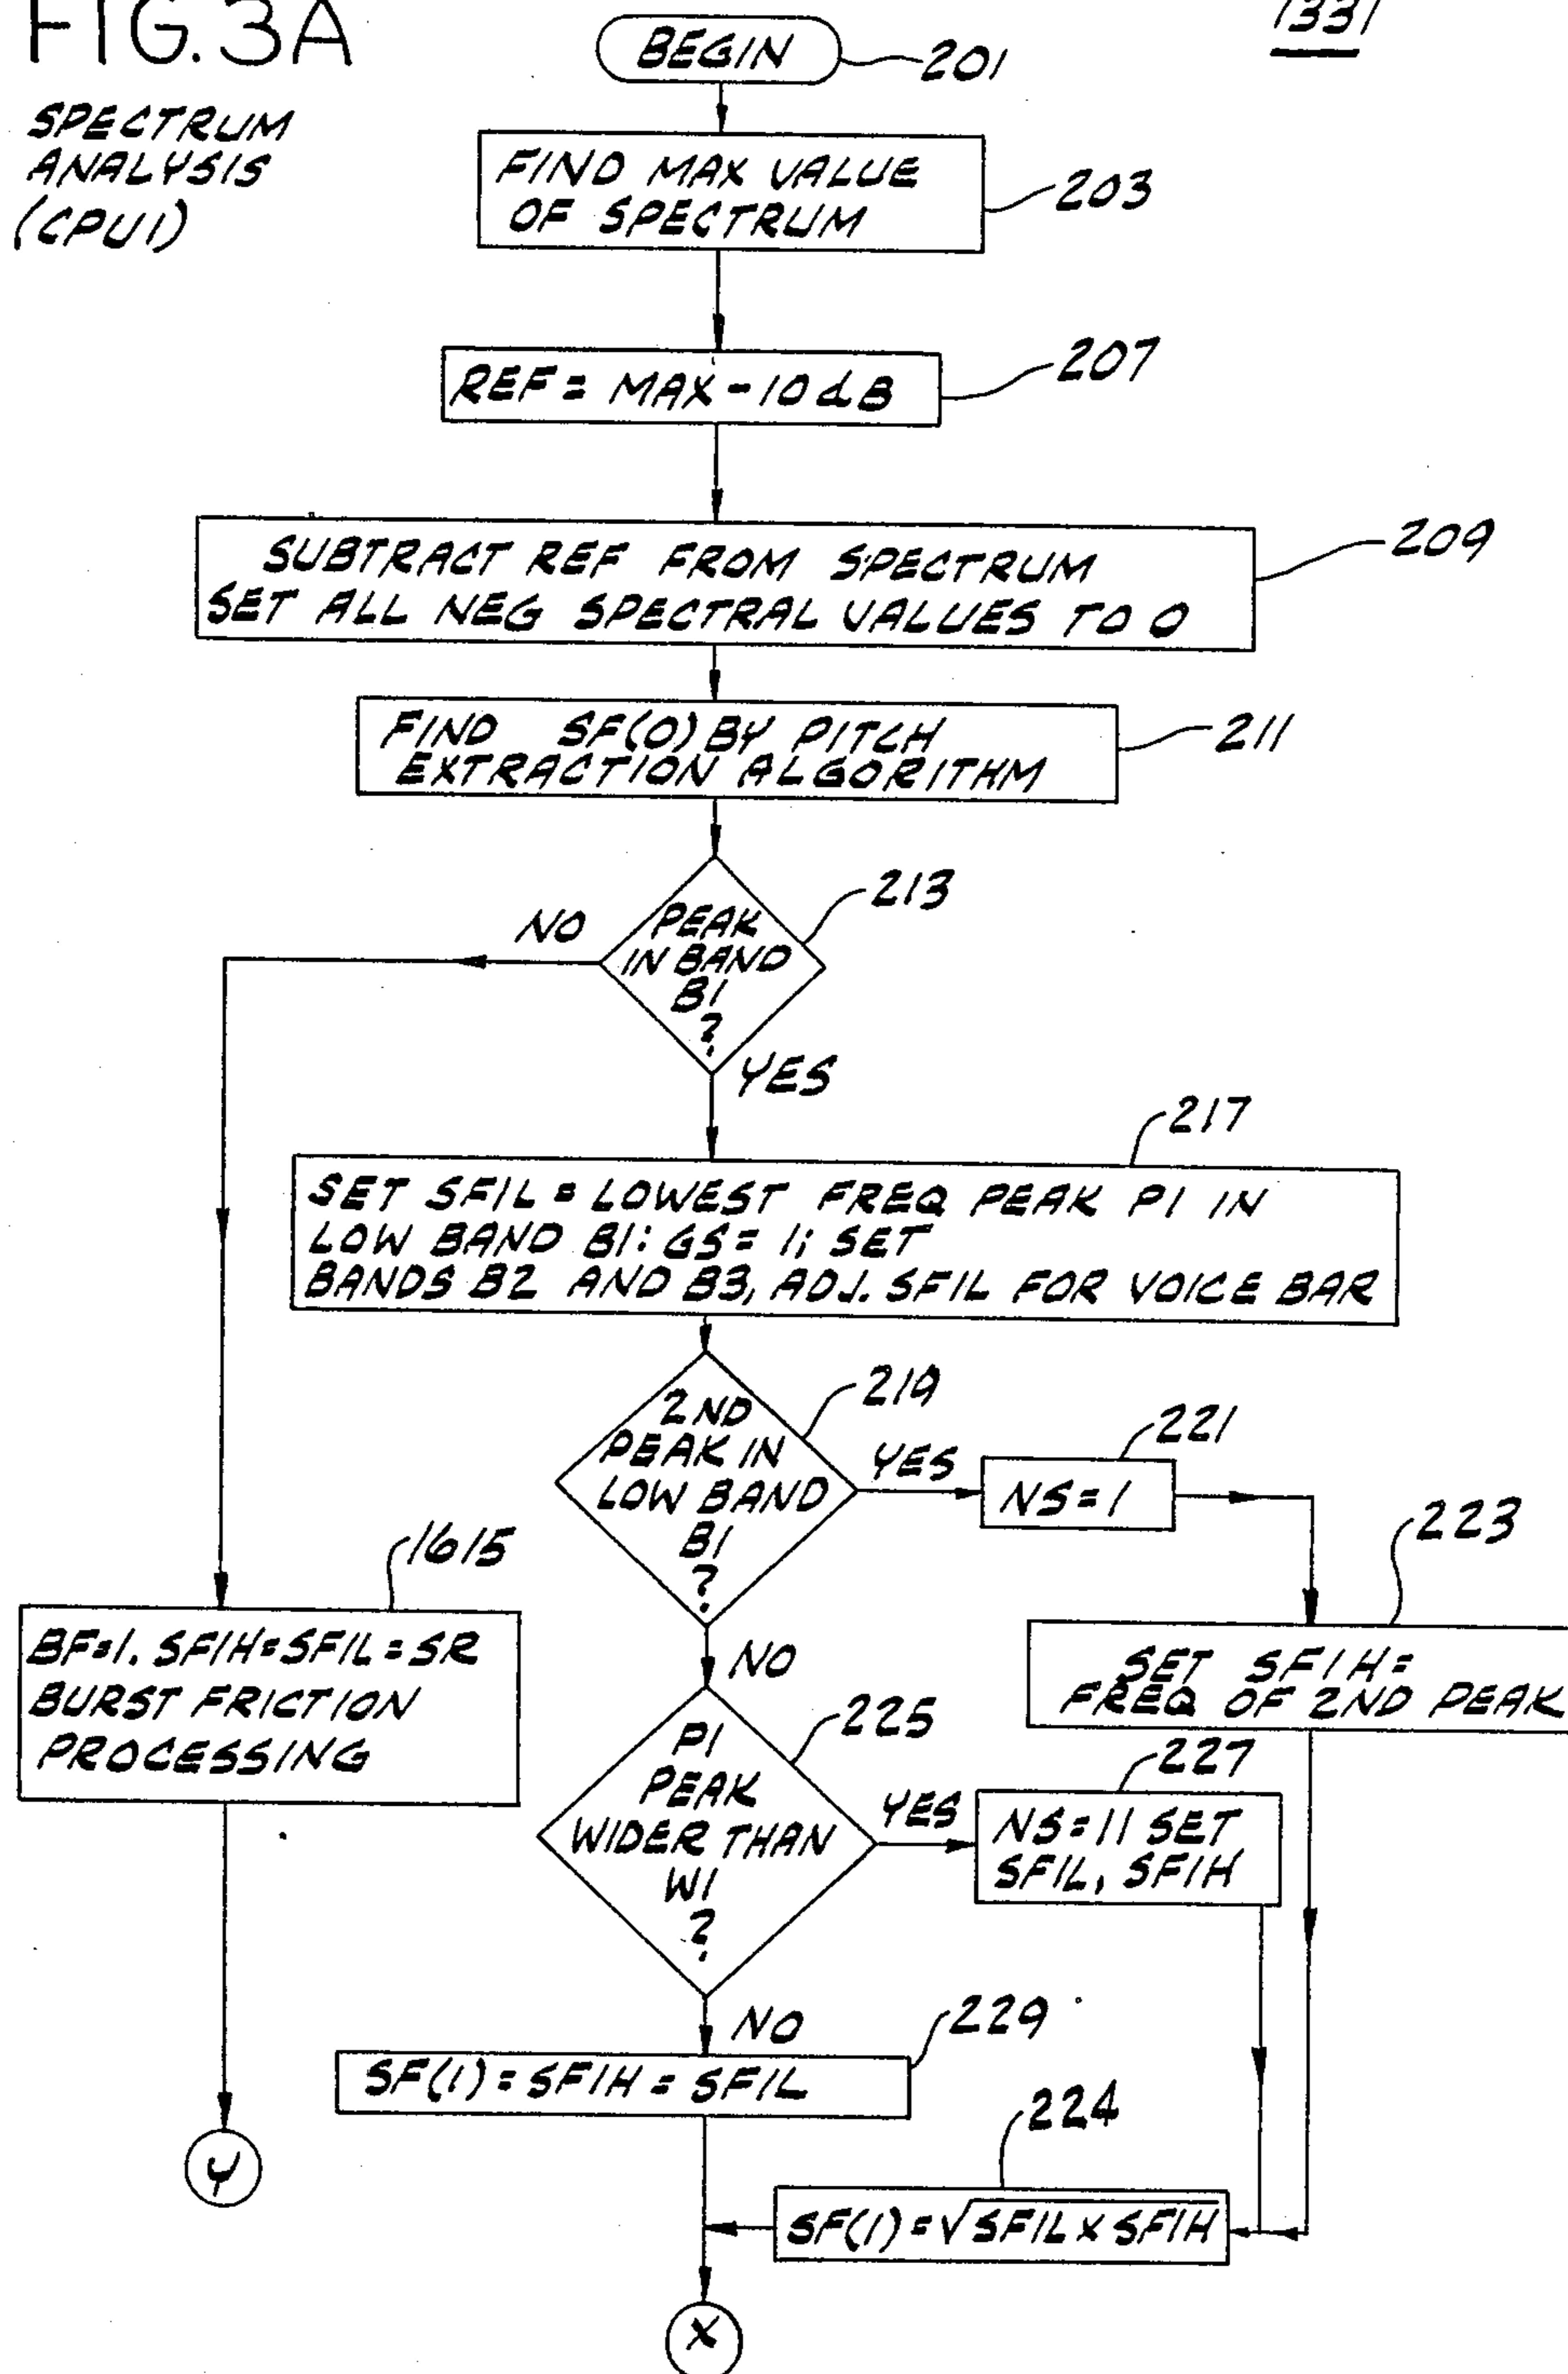 FIG. 3A
1331
SPECTRUM
ANALYSIS
(CPU1)
BEGIN
201
FIND MAX VALUE
OF SPECTRUM
203
REF = MAX - 10 dB
207
SUBTRACT REF FROM SPECTRUM
SET ALL NEG SPECTRAL VALUES TO 0
209
FIND SF(0) BY PITCH
EXTRACTION ALGORITHM
211
PEAK
IN BAND
B1
?
213
NO
YES
217
SET SF1L = LOWEST FREQ PEAK P1 IN
LOW BAND B1: GS = 1; SET
BANDS B2 AND B3, ADJ. SF1L FOR VOICE BAR
2ND
PEAK IN
LOW BAND
B1
?
219
YES
221
NS = 1
223
SET SF1H =
FREQ OF 2ND PEAK
NO
1615
BF=1. SF1H=SF1L=SR
BURST FRICTION
PROCESSING
P1
PEAK
WIDER THAN
W1
?
225
YES
227
NS=1| SET
SF1L, SF1H
NO
229
SF(1) = SF1H = SF1L
224
SF(1) = √SF1L X SF1H
Y
X